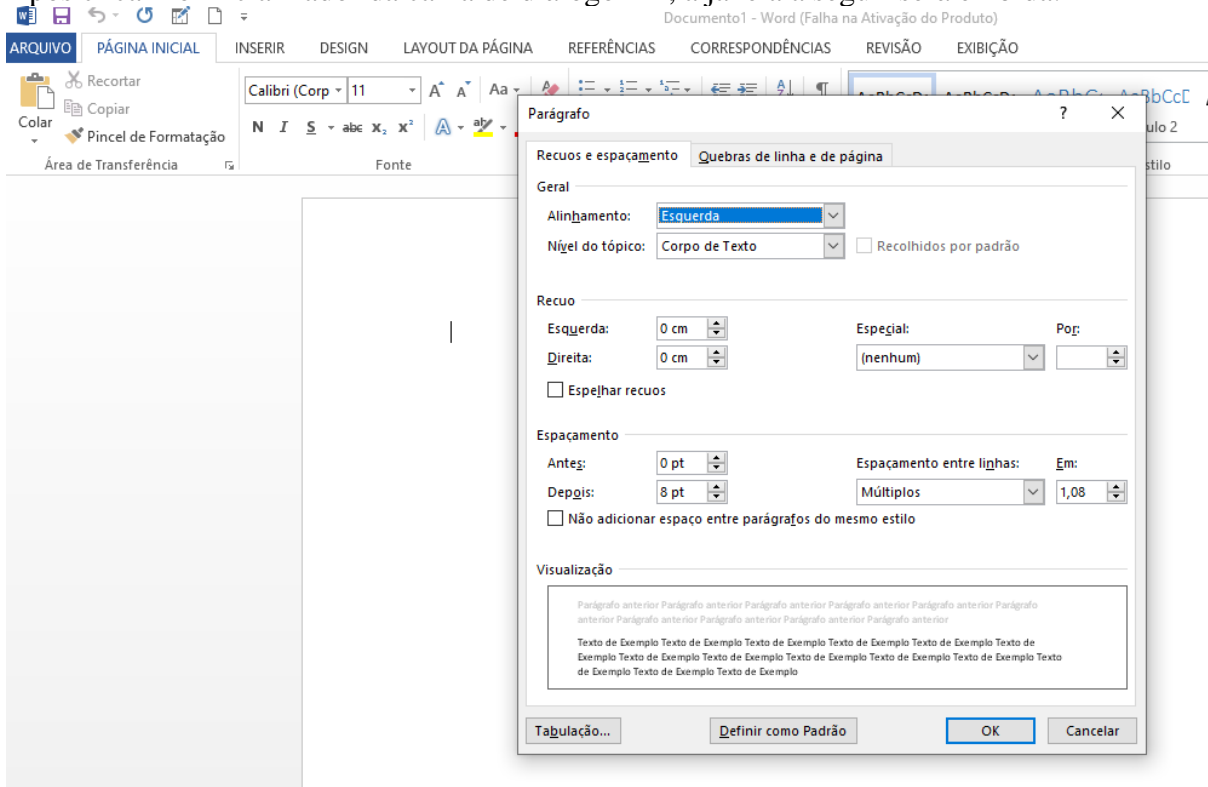 Documento1 - Word (Falha na Ativação do Produto)
ARQUIVO PÁGINA INICIAL INSERIR DESIGN LAYOUT DA PÁGINA REFERÊNCIAS CORRESPONDÊNCIAS REVISÃO EXIBIÇÃO
Colar
Recortar
Copiar
Pincel de Formatação
Área de Transferência
Calibri (Corp 11
N I S abc x₂ x²
Fonte
ulo 2
stilo
Parágrafo
Recuos e espaçamento Quebras de linha e de página
Geral
Alinhamento: Esquerda
Nível do tópico: Corpo de Texto Recolhidos por padrão
Recuo
Esquerda: 0 cm Especial: Por:
Direita: 0 cm (nenhum)
Espelhar recuos
Espaçamento
Antes: 0 pt Espaçamento entre linhas: Em:
Depois: 8 pt Múltiplos 1,08
Não adicionar espaço entre parágrafos do mesmo estilo
Visualização
Parágrafo anterior Parágrafo anterior Parágrafo anterior Parágrafo anterior Parágrafo anterior Parágrafo
anterior Parágrafo anterior Parágrafo anterior Parágrafo anterior Parágrafo anterior
Texto de Exemplo Texto de Exemplo Texto de Exemplo Texto de Exemplo Texto de Exemplo Texto de
Exemplo Texto de Exemplo Texto de Exemplo Texto de Exemplo Texto de Exemplo Texto de Exemplo Texto
de Exemplo Texto de Exemplo Texto de Exemplo
Tabulação... Definir como Padrão OK Cancelar